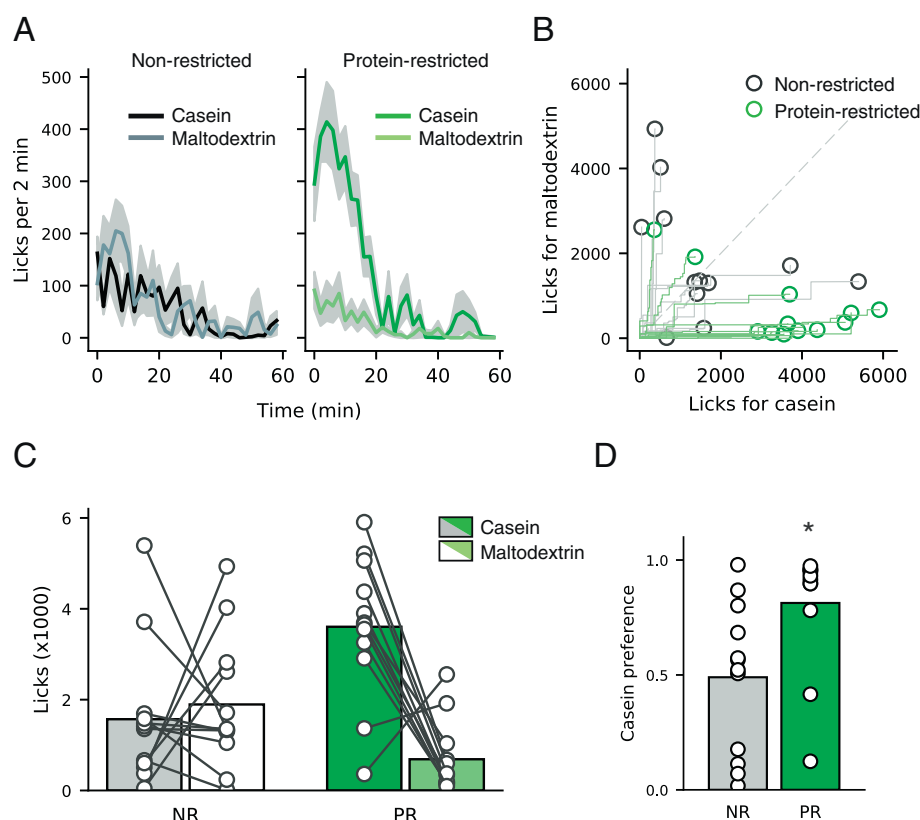 A
Non-restricted
Protein-restricted
Licks per 2 min
500
400
300
200
100
0
Casein
Maltodextrin
Casein
Maltodextrin
0
20
40
60
0
20
40
60
Time (min)
B
Licks for maltodextrin
6000
4000
2000
0
Non-restricted
Protein-restricted
0
2000
4000
6000
Licks for casein
C
Licks (x1000)
6
4
2
0
Casein
Maltodextrin
NR
PR
D
Casein preference
1.0
0.5
0.0
*
NR
PR